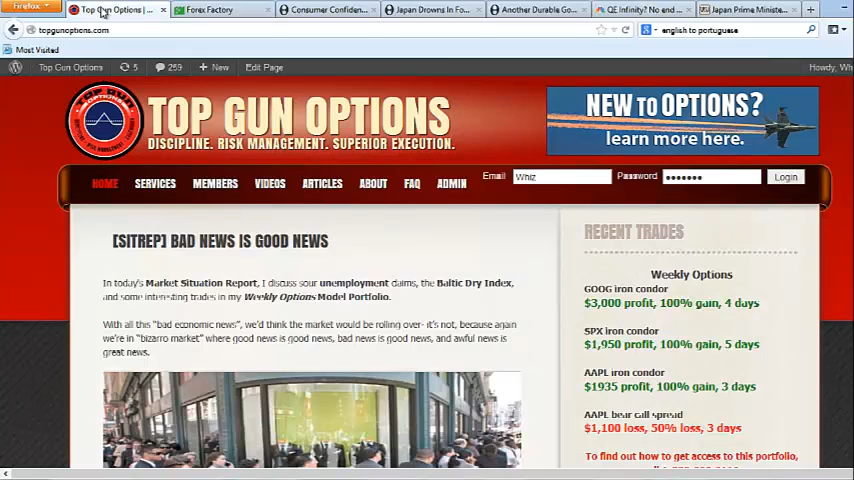 Firefox
Top Gun Options | ...
Forex Factory
Consumer Confiden...
Japan Drowns In Fo...
Another Durable Go...
QE Infinity? No end ...
Japan Prime Ministe...
topgunoptions.com
english to portuguese
Most Visited
Top Gun Options
5
259
+ New
Edit Page
Howdy, Wh
TOP GUN OPTIONS
DISCIPLINE. RISK MANAGEMENT. SUPERIOR EXECUTION.
NEW TO OPTIONS?
learn more here.
HOME SERVICES MEMBERS VIDEOS ARTICLES ABOUT FAQ ADMIN
Email Whiz Password ••••••• Login
[SITREP] BAD NEWS IS GOOD NEWS
In today's Market Situation Report, I discuss sour unemployment claims, the Baltic Dry Index,
and some interesting trades in my Weekly Options Model Portfolio.
With all this "bad economic news", we'd think the market would be rolling over- it's not, because again
we're in "bizarro market" where good news is good news, bad news is good news, and awful news is
great news.
RECENT TRADES
Weekly Options
GOOG iron condor
$3,000 profit, 100% gain, 4 days
SPX iron condor
$1,950 profit, 100% gain, 5 days
AAPL iron condor
$1935 profit, 100% gain, 3 days
AAPL bear call spread
$1,100 loss, 50% loss, 3 days
To find out how to get access to this portfolio,